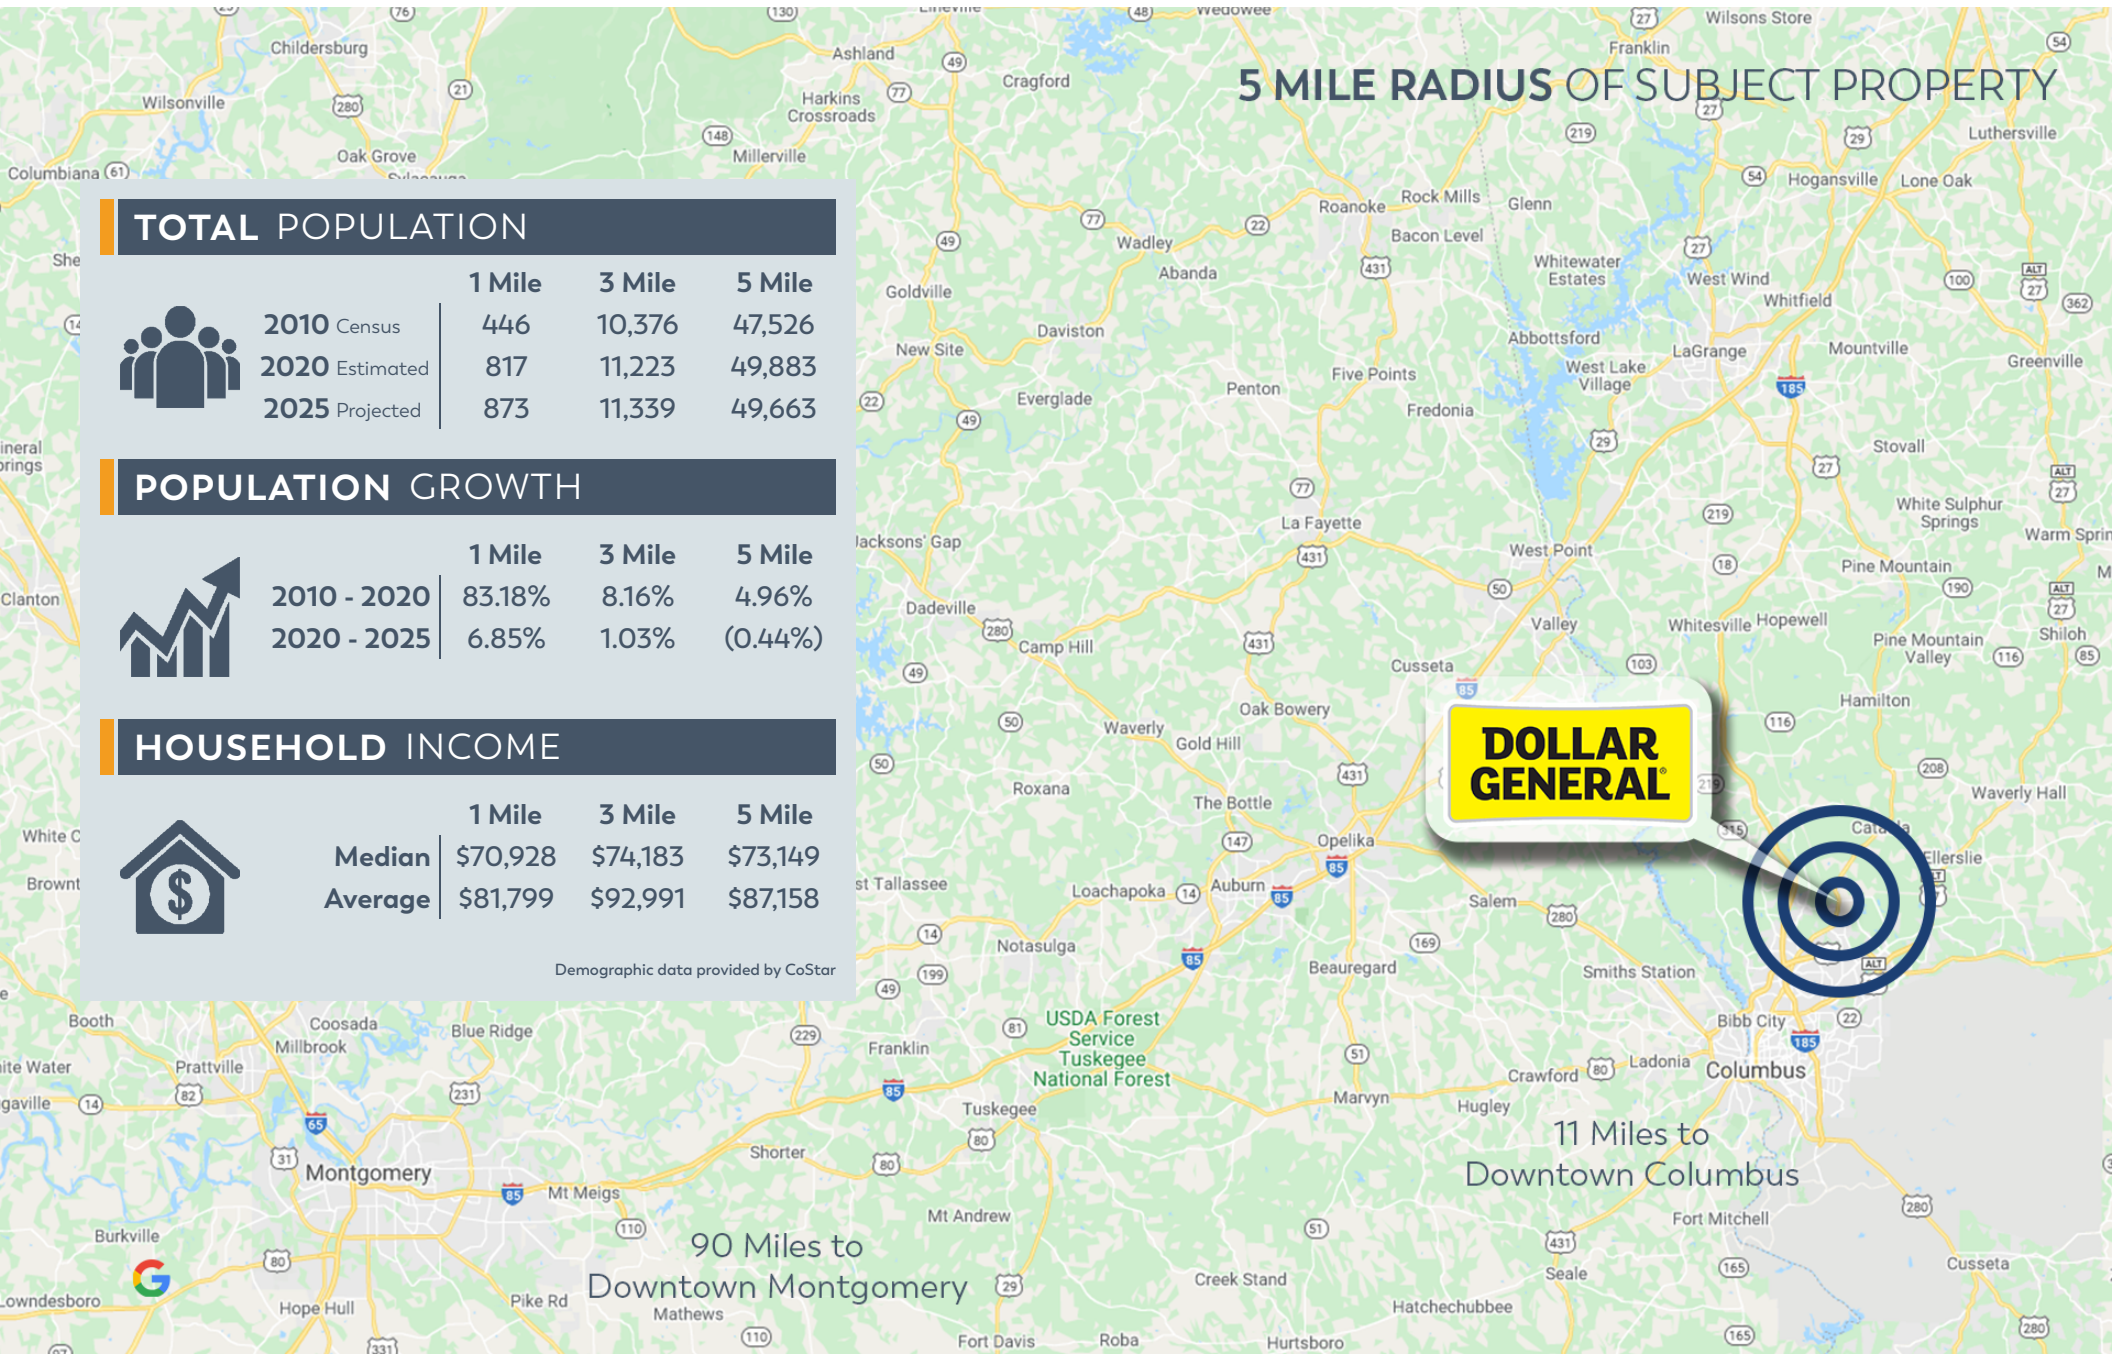 5 MILE RADIUS OF SUBJECT PROPERTY
TOTAL POPULATION
1 Mile 3 Mile 5 Mile
2010 Census 446 10,376 47,526
2020 Estimated 817 11,223 49,883
2025 Projected 873 11,339 49,663
POPULATION GROWTH
1 Mile 3 Mile 5 Mile
2010 - 2020 83.18% 8.16% 4.96%
2020 - 2025 6.85% 1.03% (0.44%)
HOUSEHOLD INCOME
1 Mile 3 Mile 5 Mile
Median $70,928 $74,183 $73,149
Average $81,799 $92,991 $87,158
Demographic data provided by CoStar
DOLLAR
GENERAL
11 Miles to
Downtown Columbus
90 Miles to
Downtown Montgomery
Childersburg
Wilsonville
Oak Grove
Columbiana
Ashland
Cragford
Harkins
Crossroads
Millerville
Wilsons Store
Franklin
Luthersville
Hogansville
Lone Oak
Rock Mills
Roanoke
Glenn
Bacon Level
Wadley
Abanda
Whitewater
Estates
West Wind
Whitfield
Goldville
Daviston
New Site
Abbottsford
LaGrange
Mountville
Greenville
West Lake
Village
Five Points
Penton
Everglade
Fredonia
Stovall
White Sulphur
Springs
La Fayette
Jacksons' Gap
West Point
Pine Mountain
Clanton
Dadeville
Camp Hill
Valley
Whitesville
Hopewell
Pine Mountain
Valley
Shiloh
Cusseta
Hamilton
Oak Bowery
Waverly
Gold Hill
Roxana
The Bottle
Waverly Hall
Opelika
Ellerslie
Loachapoka
Auburn
Salem
Notasulga
Beauregard
Smiths Station
USDA Forest
Service
Tuskegee
National Forest
Booth
Coosada
Millbrook
Blue Ridge
Franklin
Bibb City
Prattville
Ladonia
Columbus
Crawford
Marvyn
Hugley
Tuskegee
Shorter
Montgomery
Mt Meigs
Mt Andrew
Fort Mitchell
Burkville
Creek Stand
Seale
Cusseta
Hope Hull
Pike Rd
Mathews
Hatchechubbee
Fort Davis
Roba
Hurtsboro